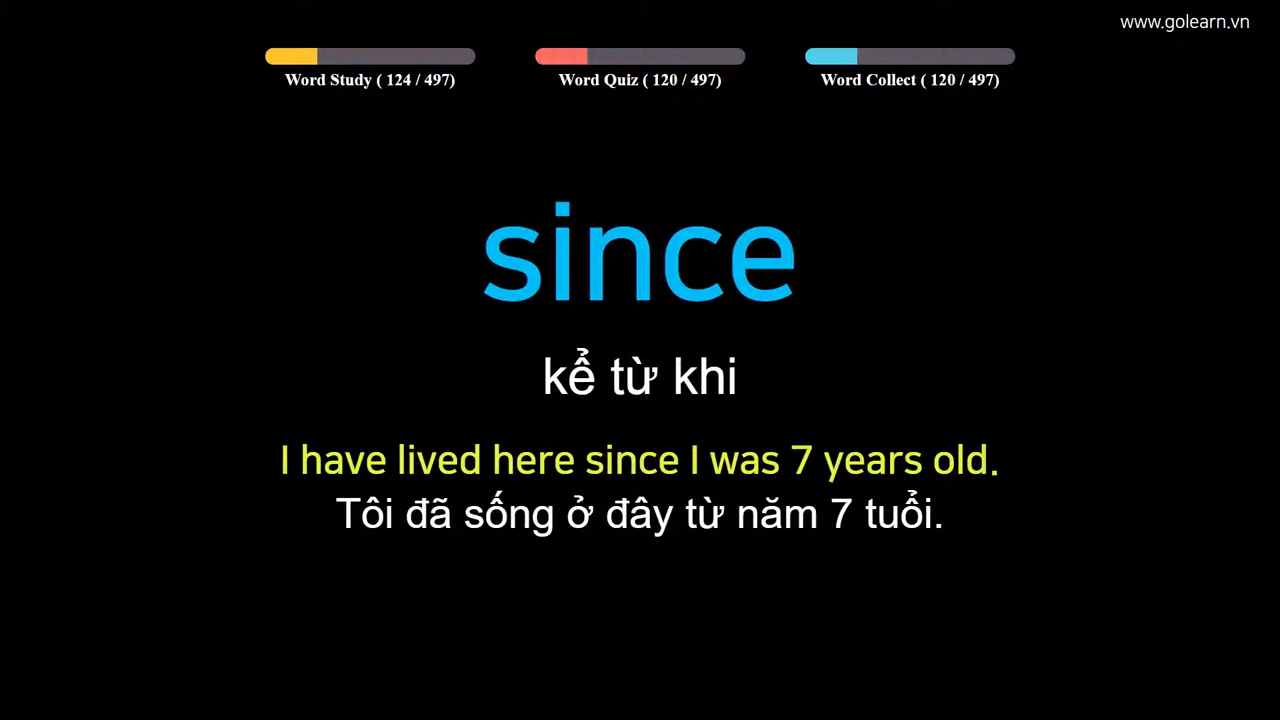 www.golearn.vn
Word Study ( 124 / 497)
Word Quiz ( 120 / 497)
Word Collect ( 120 / 497)
since
kể từ khi
I have lived here since I was 7 years old.
Tôi đã sống ở đây từ năm 7 tuổi.